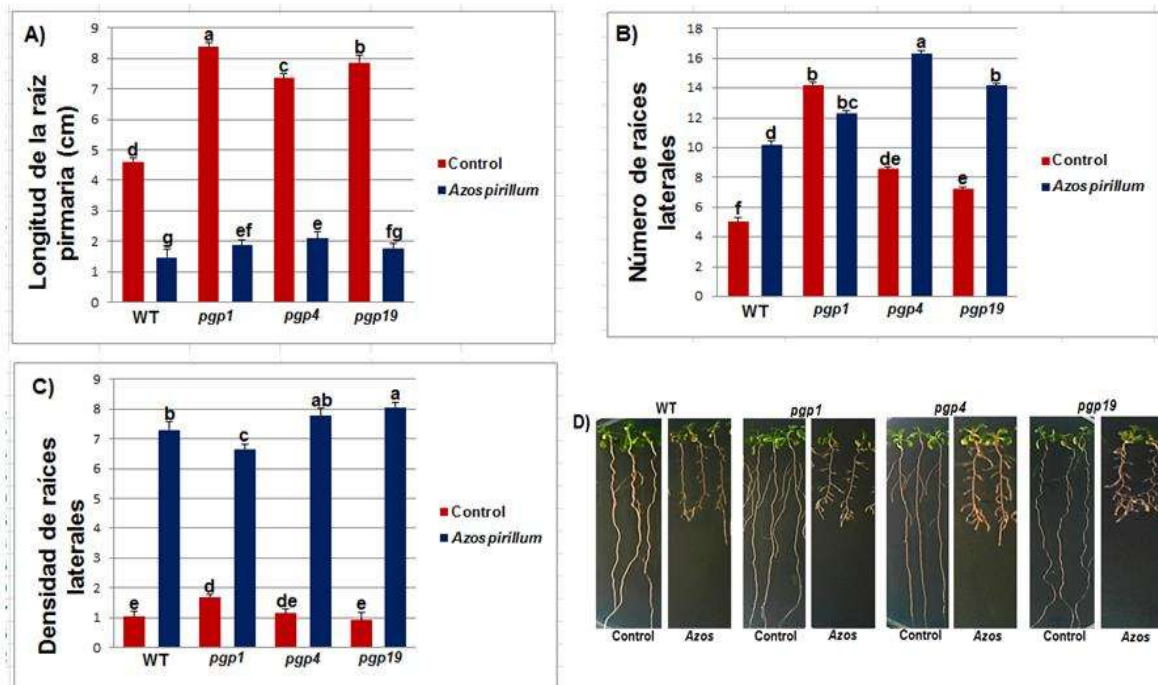 A)
Longitud de la raíz
pirmaria (cm)
9
8
7
6
5
4
3
2
1
0
d
g
a
ef
c
e
b
fg
WT
pgp1
pgp4
pgp19
Control
Azospirillum
B)
Número de raíces
laterales
18
16
14
12
10
8
6
4
2
0
f
d
b
bc
de
a
e
b
WT
pgp1
pgp4
pgp19
Control
Azospirillum
C)
Densidad de raíces
laterales
9
8
7
6
5
4
3
2
1
0
e
b
d
c
de
ab
e
a
WT
pgp1
pgp4
pgp19
Control
Azospirillum
D)
WT
pgp1
pgp4
pgp19
Control
Azos
Control
Azos
Control
Azos
Control
Azos